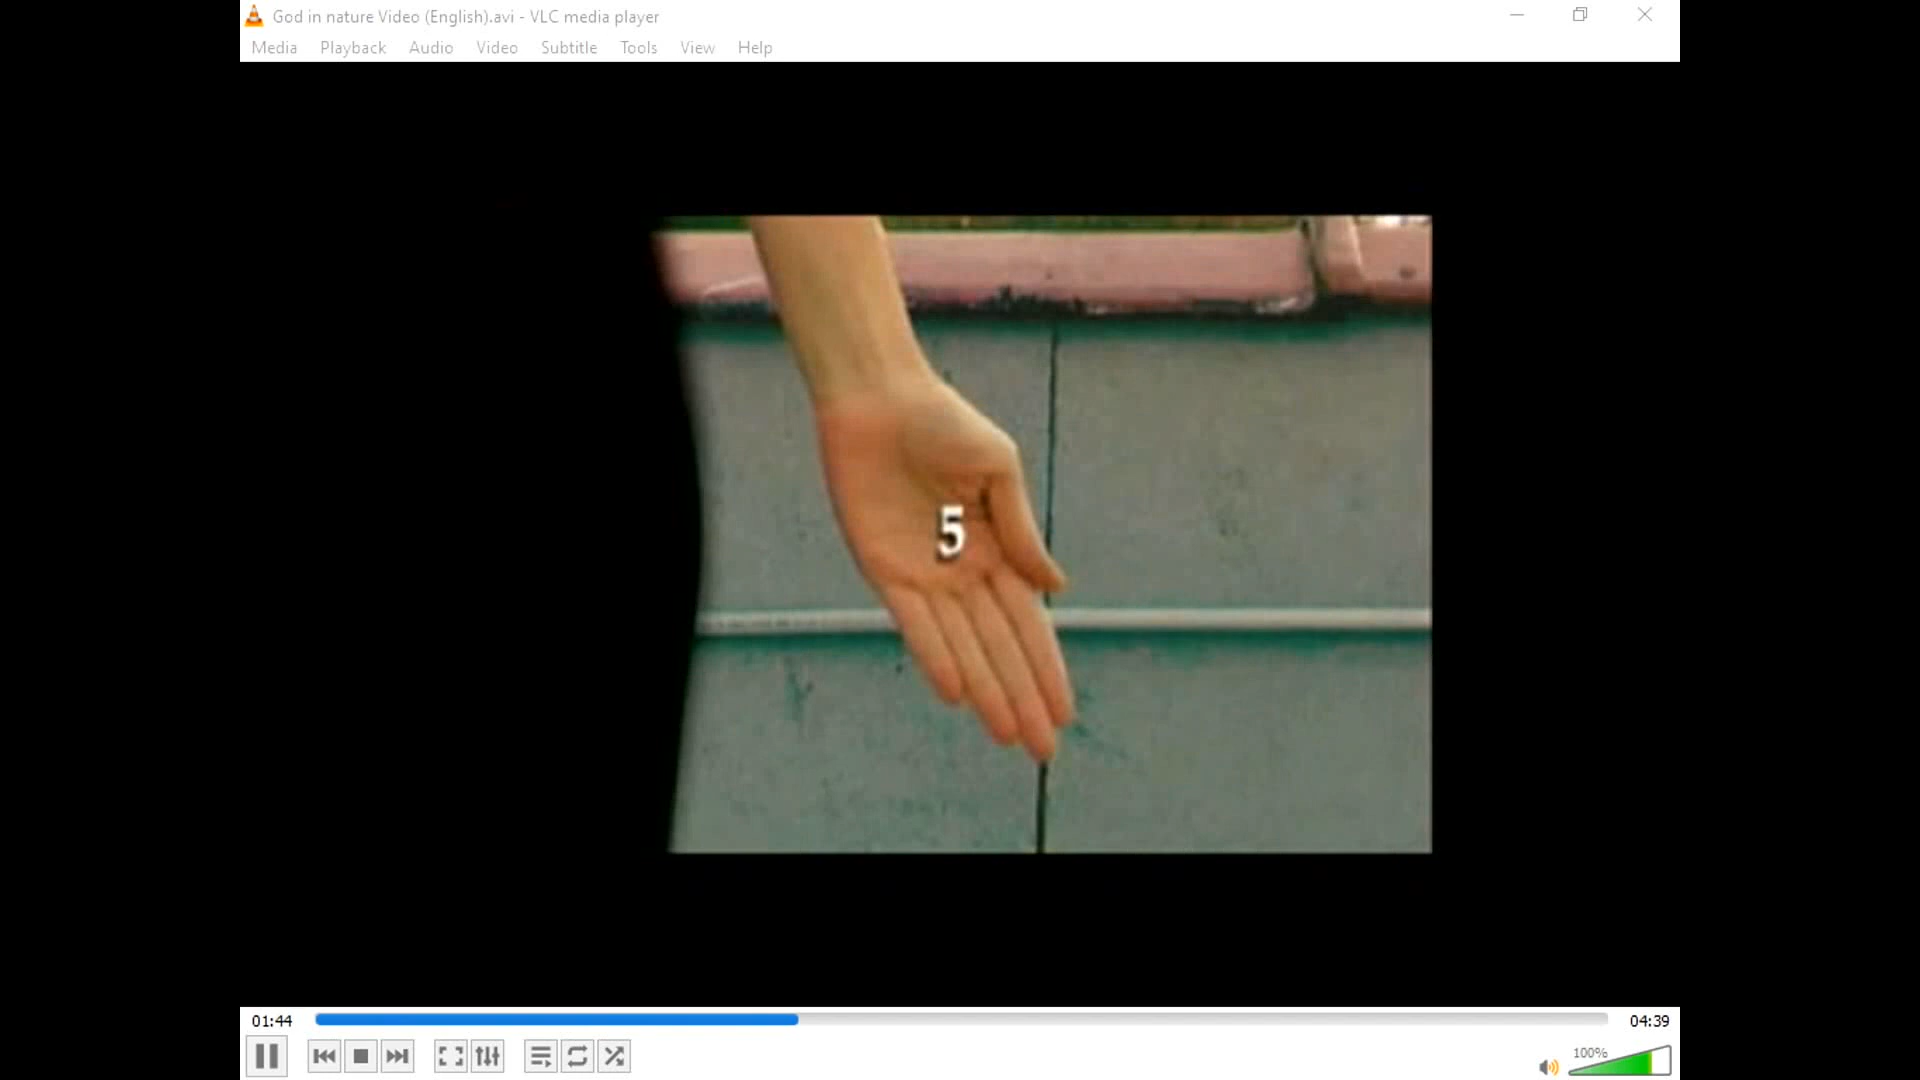 God in nature Video (English).avi - VLC media player
Media Playback Audio Video Subtitle Tools View Help
5
01:44
04:39
100%